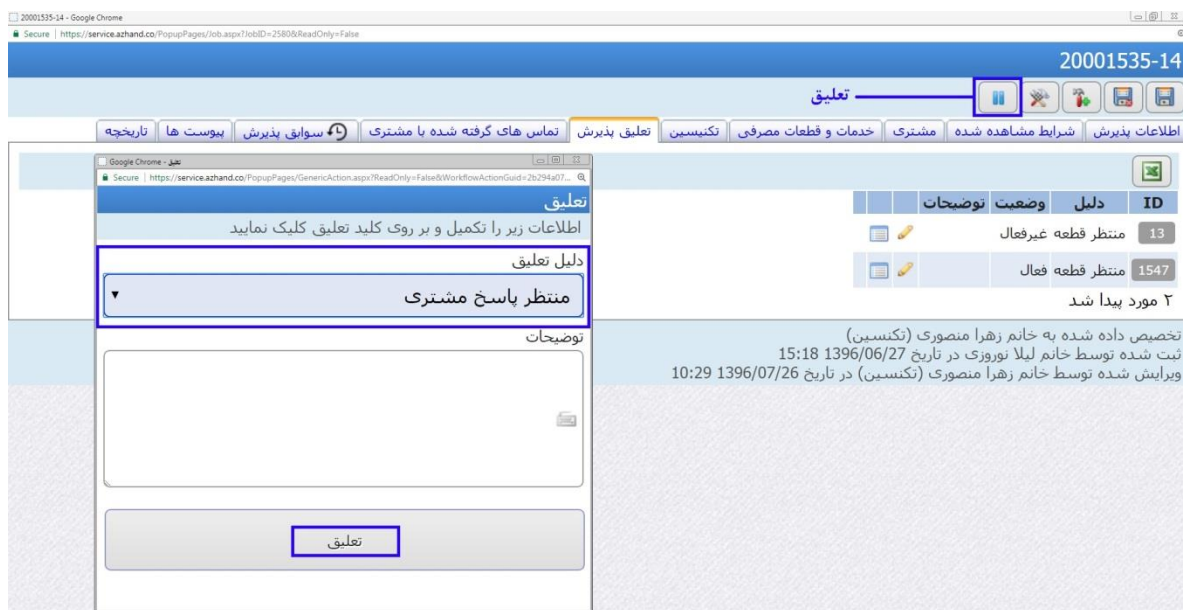 20001535-14 - Google Chrome
Secure | https://service.azhand.co/PopupPages/Job.aspx?JobID=2580&ReadOnly=False
20001535-14
تعلیق
اطلاعات پذیرش
شرایط مشاهده شده
مشتری
خدمات و قطعات مصرفی
تکنیسین
تعلیق پذیرش
تماس های گرفته شده با مشتری
سوابق پذیرش
پیوست ها
تاریخچه
ID دلیل وضعیت توضیحات
13 منتظر قطعه غیرفعال
1547 منتظر قطعه فعال
۲ مورد پیدا شد
تخصیص داده شده به خانم زهرا منصوری (تکنسین)
ثبت شده توسط خانم لیلا نوروزی در تاریخ 1396/06/27 15:18
ویرایش شده توسط خانم زهرا منصوری (تکنسین) در تاریخ 1396/07/26 10:29
تعلیق - Google Chrome
Secure | https://service.azhand.co/PopupPages/GenericAction.aspx?ReadOnly=False&WorkflowActionGuid=2b294a07...
تعلیق
اطلاعات زیر را تکمیل و بر روی کلید تعلیق کلیک نمایید
دلیل تعلیق
منتظر پاسخ مشتری
توضیحات
تعلیق